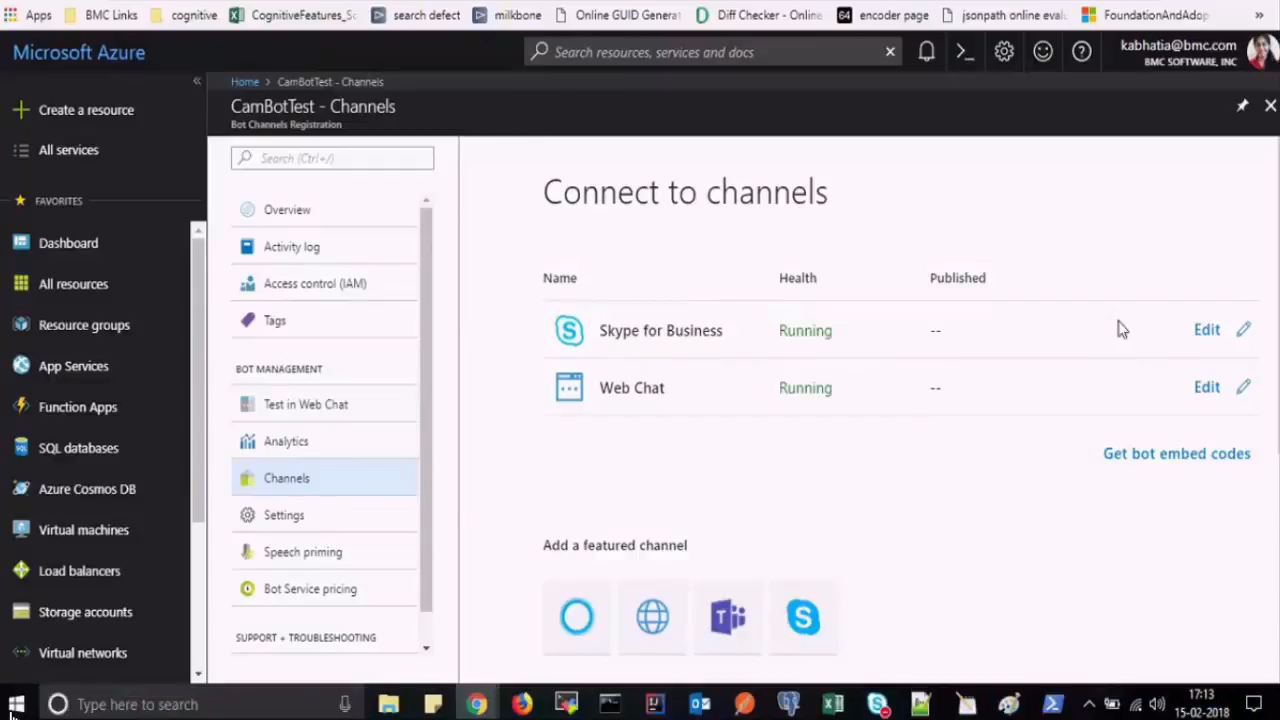 Apps BMC Links cognitive CognitiveFeatures_Sc search defect milkbone Online GUID Genera Diff Checker - Online encoder page jsonpath online eval FoundationAndAdop »
Microsoft Azure
Search resources, services and docs
kabhatia@bmc.com
BMC SOFTWARE, INC
Home > CamBotTest - Channels
CamBotTest - Channels
Bot Channels Registration
Create a resource
All services
FAVORITES
Dashboard
All resources
Resource groups
App Services
Function Apps
SQL databases
Azure Cosmos DB
Virtual machines
Load balancers
Storage accounts
Virtual networks
Search (Ctrl+/)
Overview
Activity log
Access control (IAM)
Tags
BOT MANAGEMENT
Test in Web Chat
Analytics
Channels
Settings
Speech priming
Bot Service pricing
SUPPORT + TROUBLESHOOTING
Connect to channels
Name Health Published
Skype for Business Running -- Edit
Web Chat Running -- Edit
Get bot embed codes
Add a featured channel
Type here to search
17:13
15-02-2018